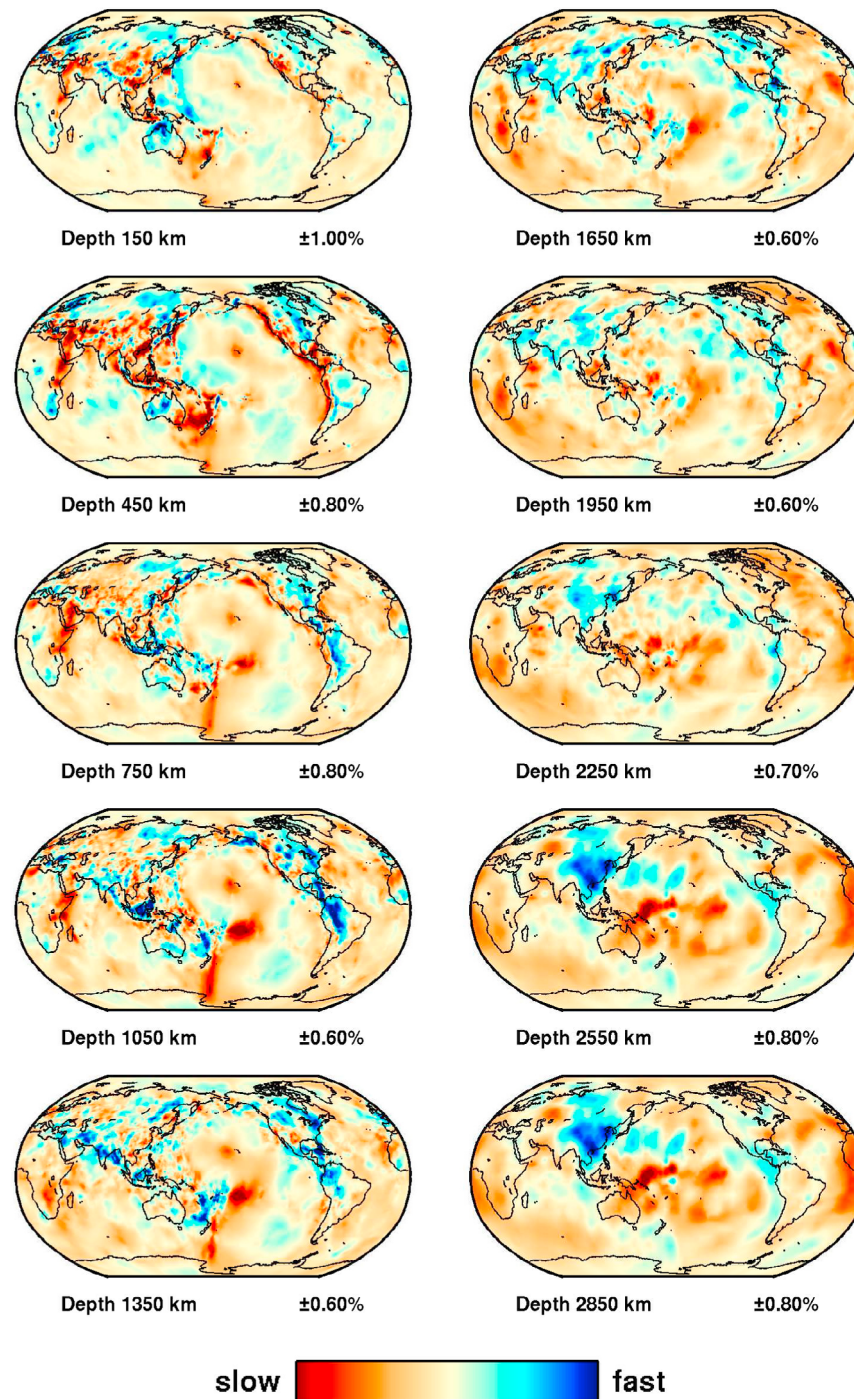 Depth 150 km ±1.00%
Depth 450 km ±0.80%
Depth 750 km ±0.80%
Depth 1050 km ±0.60%
Depth 1350 km ±0.60%
Depth 1650 km ±0.60%
Depth 1950 km ±0.60%
Depth 2250 km ±0.70%
Depth 2550 km ±0.80%
Depth 2850 km ±0.80%
slow fast